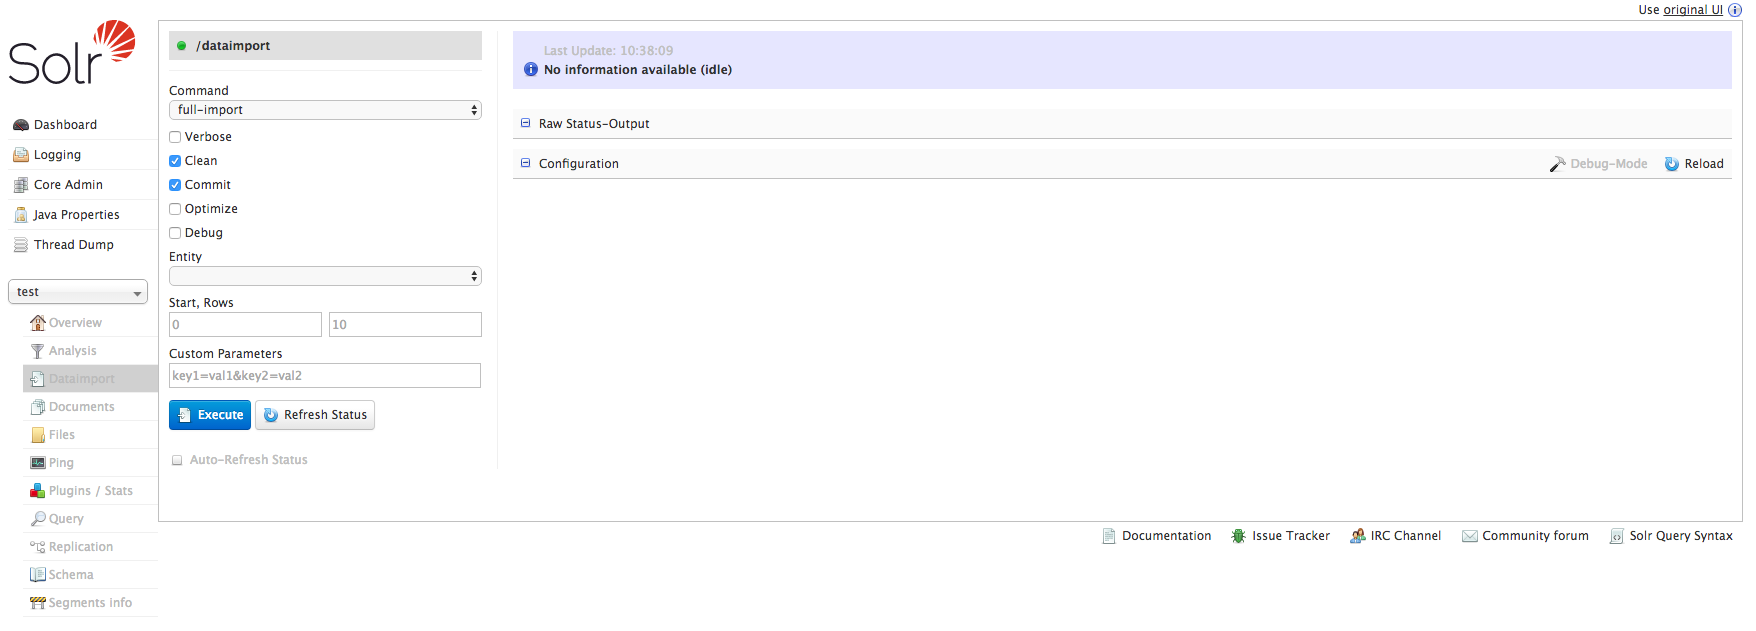 Use original UI
Solr
Dashboard
Logging
Core Admin
Java Properties
Thread Dump
test
Overview
Analysis
Dataimport
Documents
Files
Ping
Plugins / Stats
Query
Replication
Schema
Segments info
/dataimport
Command
full-import
Verbose
Clean
Commit
Optimize
Debug
Entity
Start, Rows
0 10
Custom Parameters
key1=val1&key2=val2
Execute Refresh Status
Auto-Refresh Status
Last Update: 10:38:09
No information available (idle)
Raw Status-Output
Configuration Debug-Mode Reload
Documentation Issue Tracker IRC Channel Community forum Solr Query Syntax